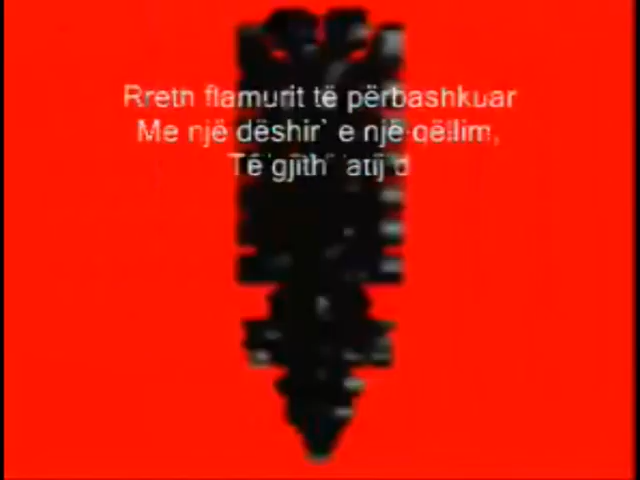 Rreth flamurit të përbashkuar
Me një dëshir` e një qëllim,
Të gjith` atij d